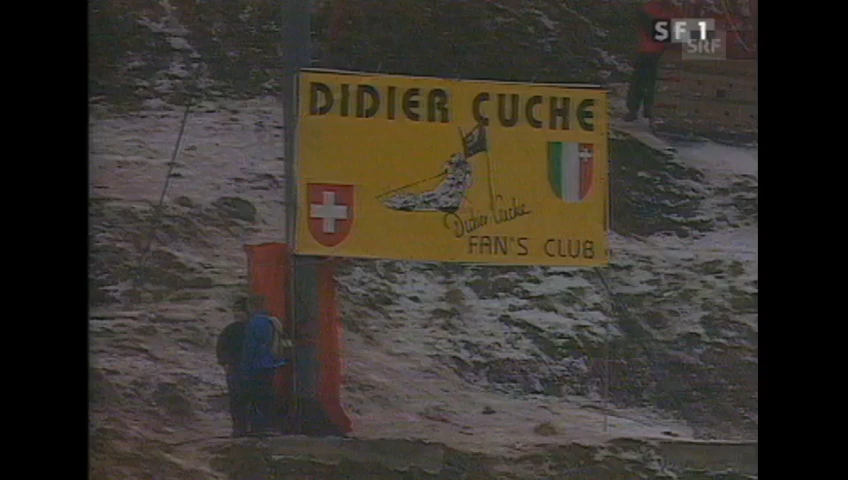 SF 1
SRF
DIDIER CUCHE
Didier Cuche
FAN'S CLUB